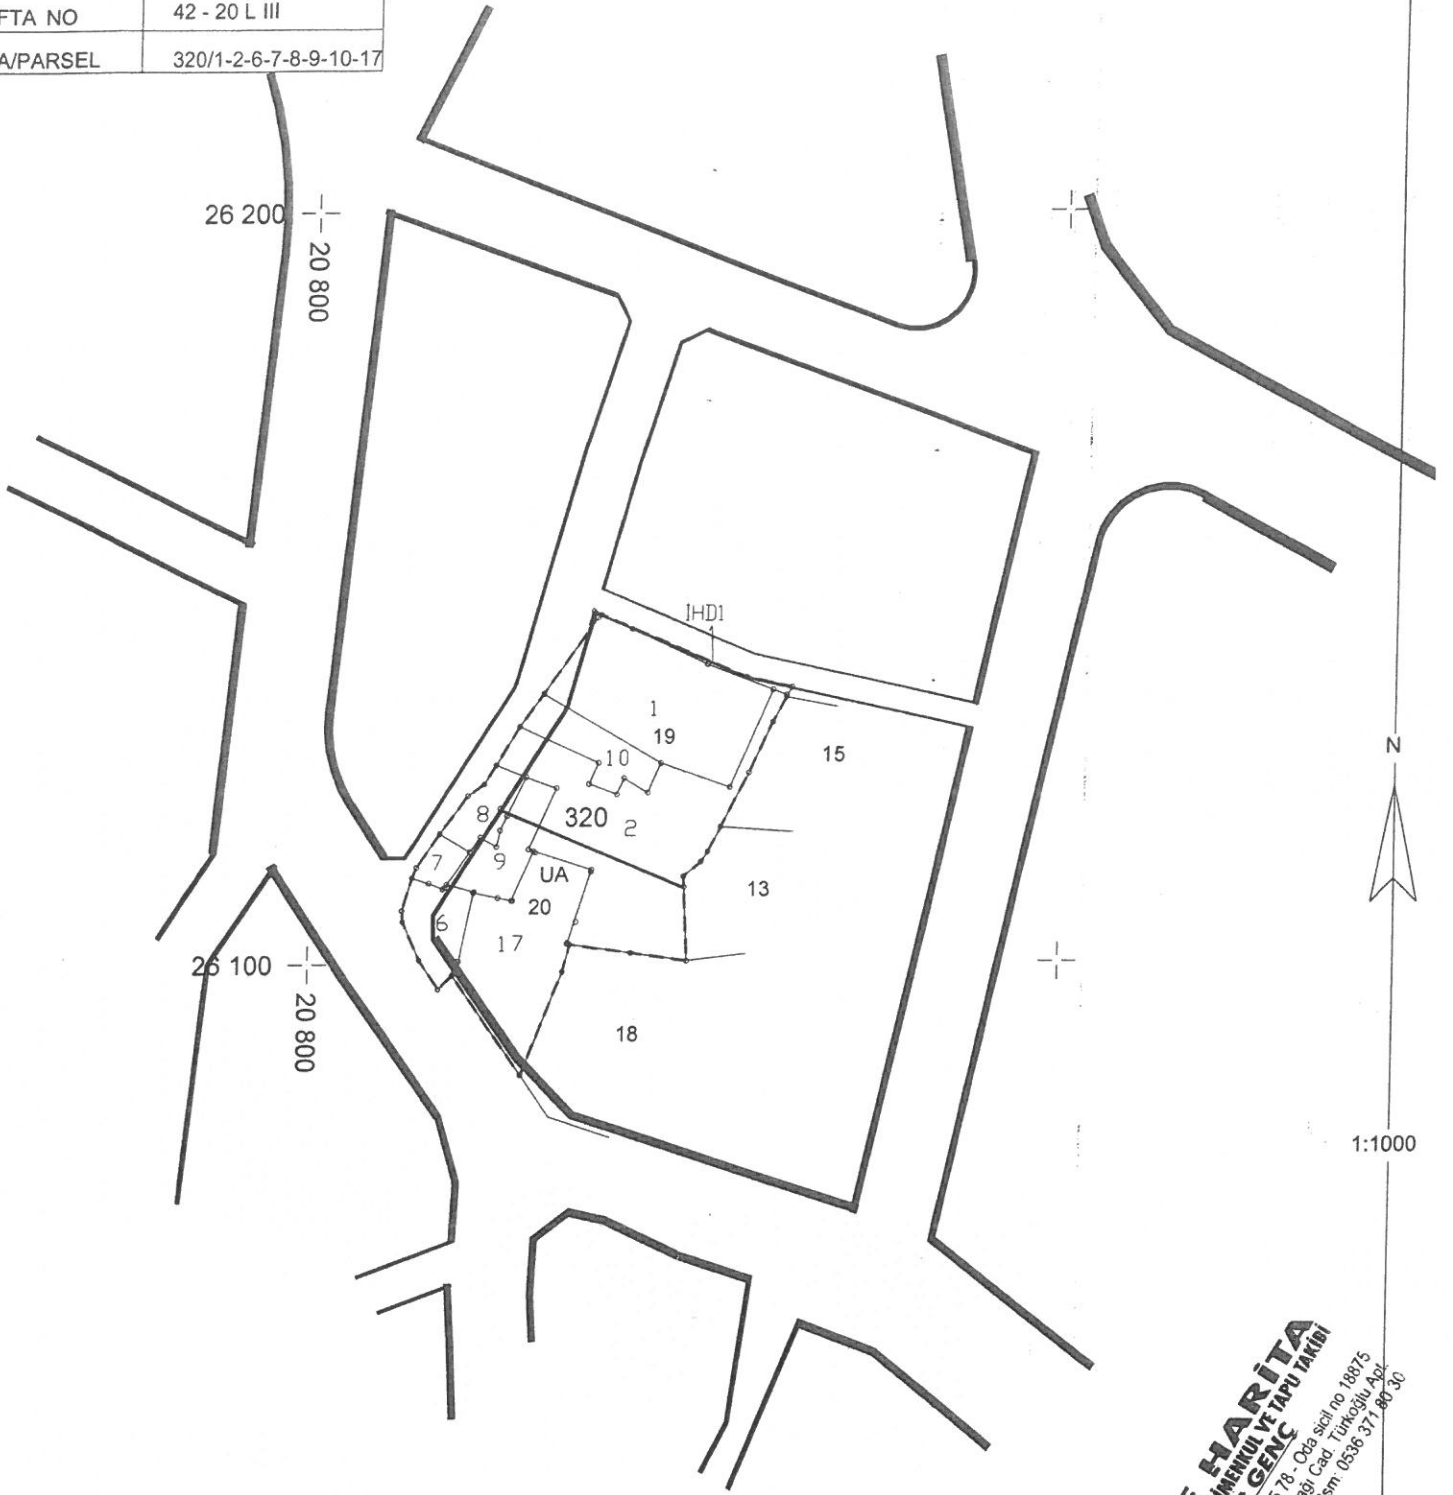 FTA NO 42 - 20 L III
A/PARSEL 320/1-2-6-7-8-9-10-17
26 200
20 800
IHD1
1
19
15
10
320
2
8
7
9
UA
13
20
6
17
26 100
20 800
18
N
1:1000
HARİTA
MENKUL VE TAPU TAKİBİ
GENÇ
78 - Oda sicil no 18875
Cad. Türkoğlu Apt.
0536 371 80 30